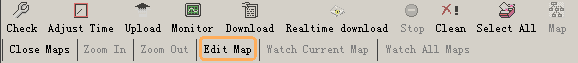 Check Adjust Time Upload Monitor Download Realtime download Stop Clean Select All Map
Close Maps Zoom In Zoom Out Edit Map Watch Current Map Watch All Maps